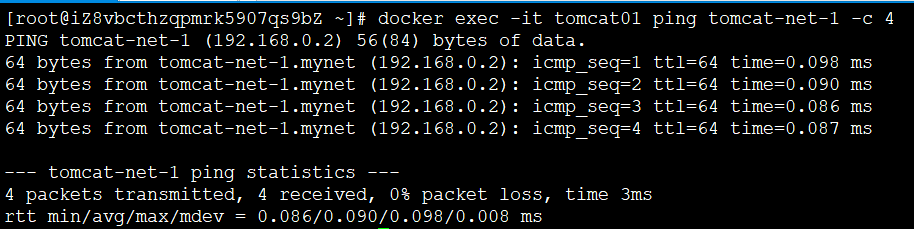 [root@iZ8vbcthzqpmrk5907qs9bZ ~]# docker exec -it tomcat01 ping tomcat-net-1 -c 4
PING tomcat-net-1 (192.168.0.2) 56(84) bytes of data.
64 bytes from tomcat-net-1.mynet (192.168.0.2): icmp_seq=1 ttl=64 time=0.098 ms
64 bytes from tomcat-net-1.mynet (192.168.0.2): icmp_seq=2 ttl=64 time=0.090 ms
64 bytes from tomcat-net-1.mynet (192.168.0.2): icmp_seq=3 ttl=64 time=0.086 ms
64 bytes from tomcat-net-1.mynet (192.168.0.2): icmp_seq=4 ttl=64 time=0.087 ms

--- tomcat-net-1 ping statistics ---
4 packets transmitted, 4 received, 0% packet loss, time 3ms
rtt min/avg/max/mdev = 0.086/0.090/0.098/0.008 ms